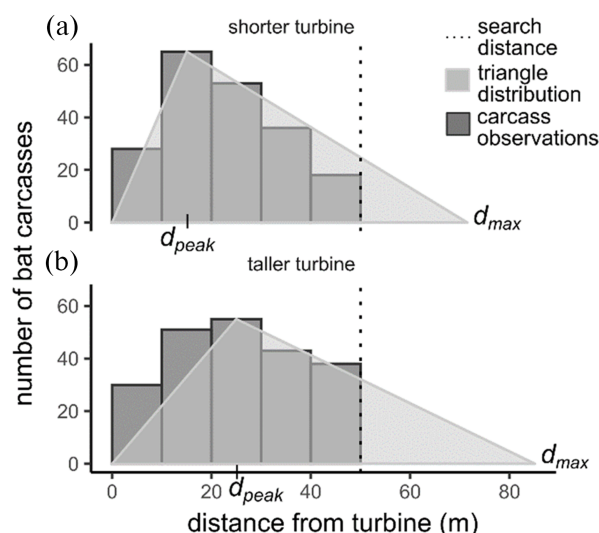 (a)
shorter turbine
search
distance
triangle
distribution
carcass
observations
number of bat carcasses
60
40
20
0
d_peak
d_max
(b)
taller turbine
60
40
20
0
d_max
0 20 40 60 80
d_peak
distance from turbine (m)